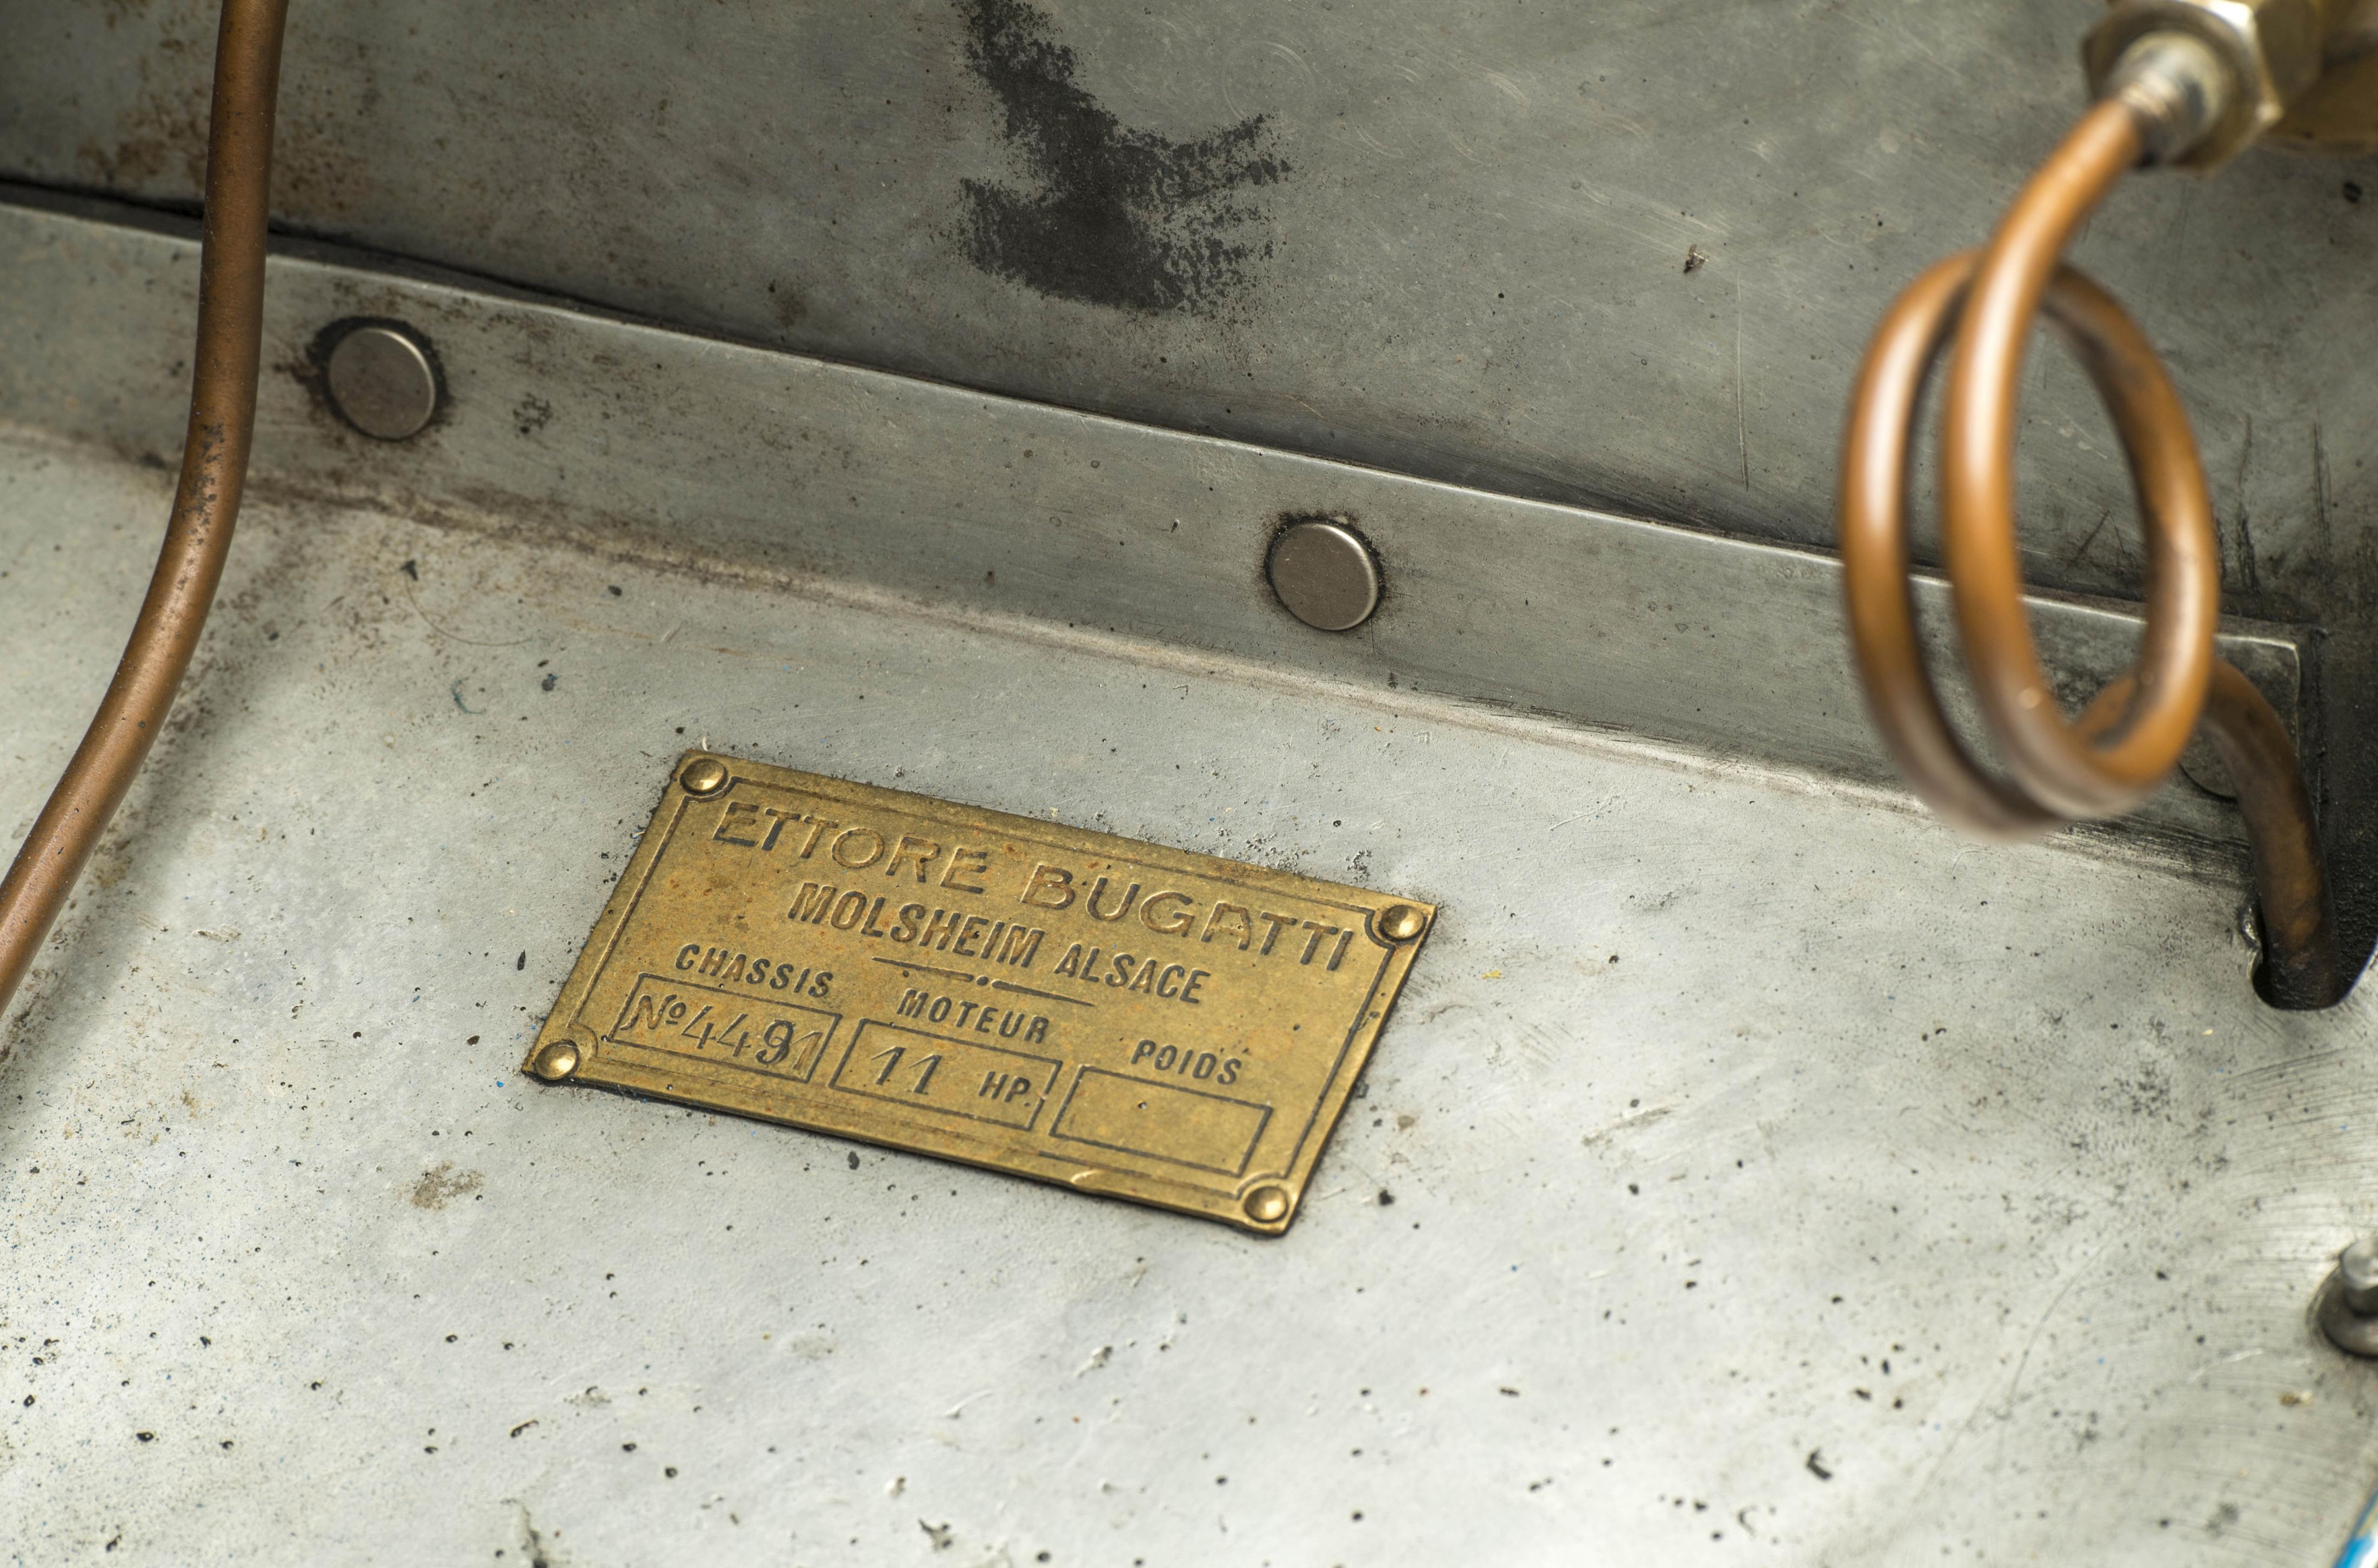 ETTORE BUGATTI
MOLSHEIM ALSACE
CHASSIS MOTEUR POIDS
Nº4491 11 HP.